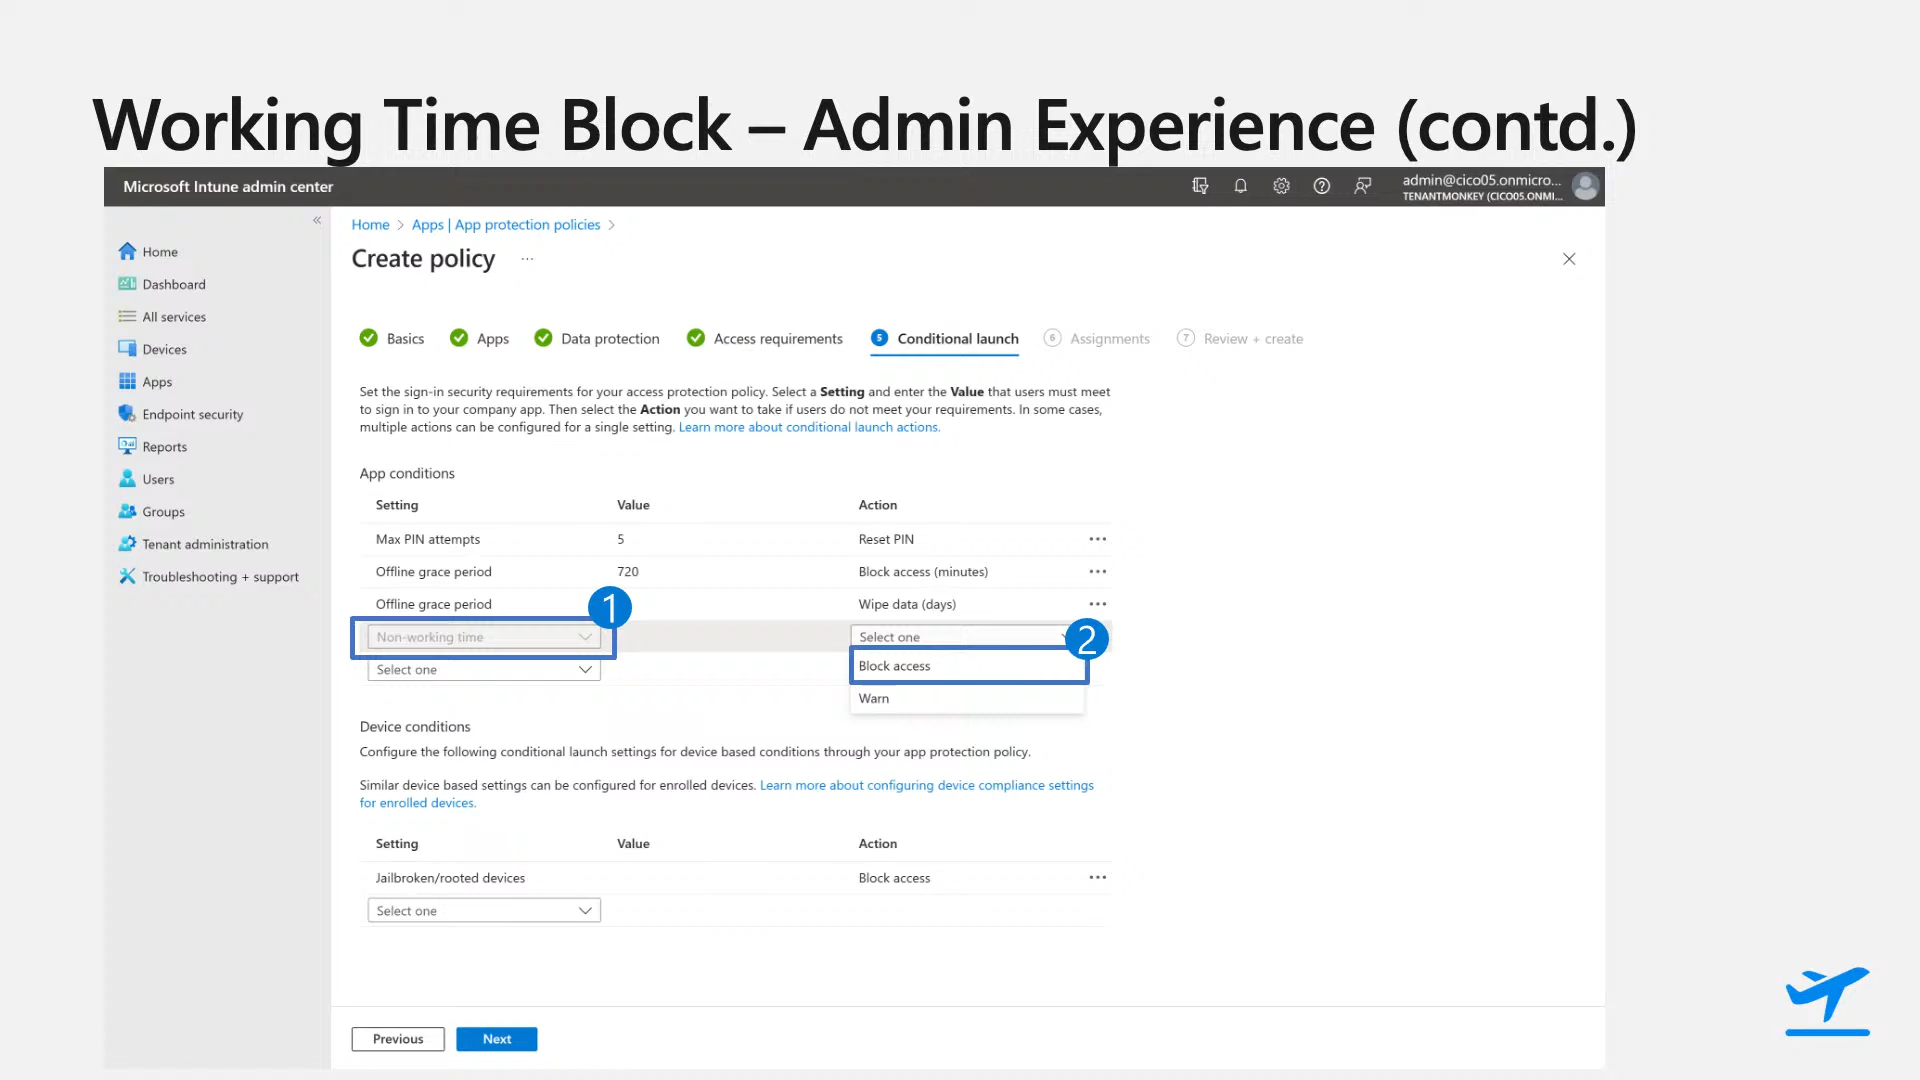 Working Time Block – Admin Experience (contd.)
Microsoft Intune admin center
admin@cico05.onmicro...
TENANTMONKEY (CICO05.ONMI...
Home
Dashboard
All services
Devices
Apps
Endpoint security
Reports
Users
Groups
Tenant administration
Troubleshooting + support
Home > Apps | App protection policies >
Create policy ...
Basics
Apps
Data protection
Access requirements
5 Conditional launch
6 Assignments
7 Review + create
Set the sign-in security requirements for your access protection policy. Select a Setting and enter the Value that users must meet
to sign in to your company app. Then select the Action you want to take if users do not meet your requirements. In some cases,
multiple actions can be configured for a single setting. Learn more about conditional launch actions.
App conditions
Setting Value Action
Max PIN attempts 5 Reset PIN
Offline grace period 720 Block access (minutes)
Offline grace period Wipe data (days)
1
Non-working time Select one
2
Select one Block access
Warn
Device conditions
Configure the following conditional launch settings for device based conditions through your app protection policy.
Similar device based settings can be configured for enrolled devices. Learn more about configuring device compliance settings
for enrolled devices.
Setting Value Action
Jailbroken/rooted devices Block access
Select one
Previous Next